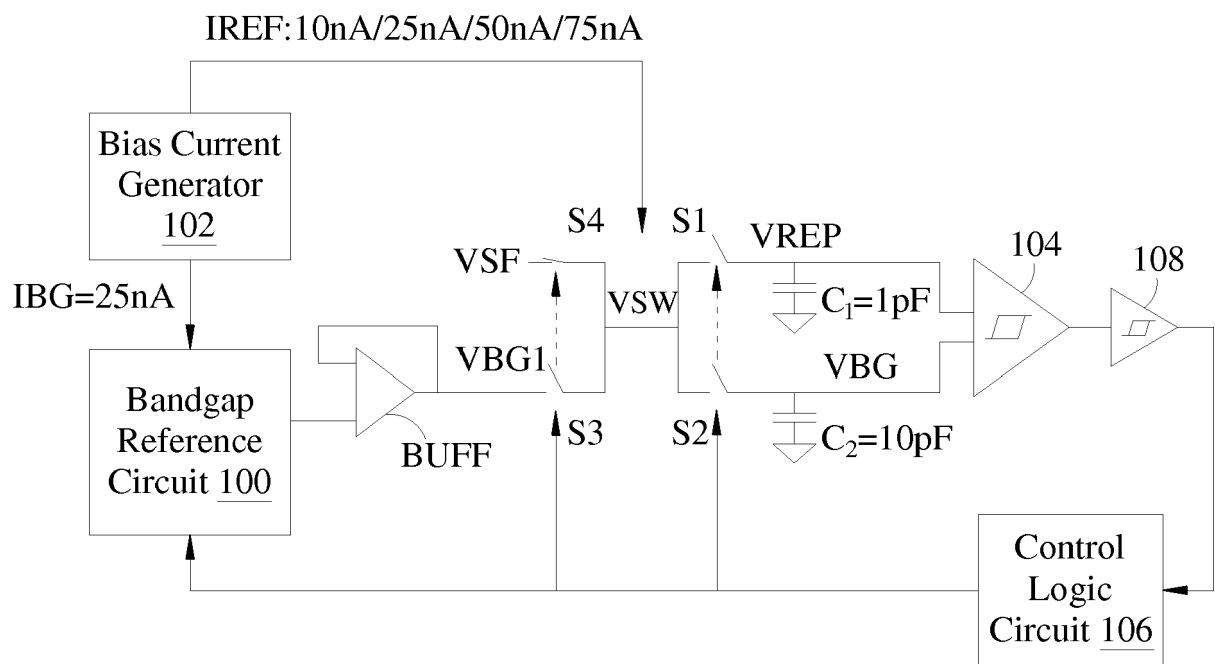 IREF:10nA/25nA/50nA/75nA
Bias Current
Generator
102
IBG=25nA
S4
S1
VREP
104
108
VSF
VSW
C₁=1pF
VBG1
VBG
Bandgap
Reference
Circuit 100
BUFF
S3
S2
C₂=10pF
Control
Logic
Circuit 106